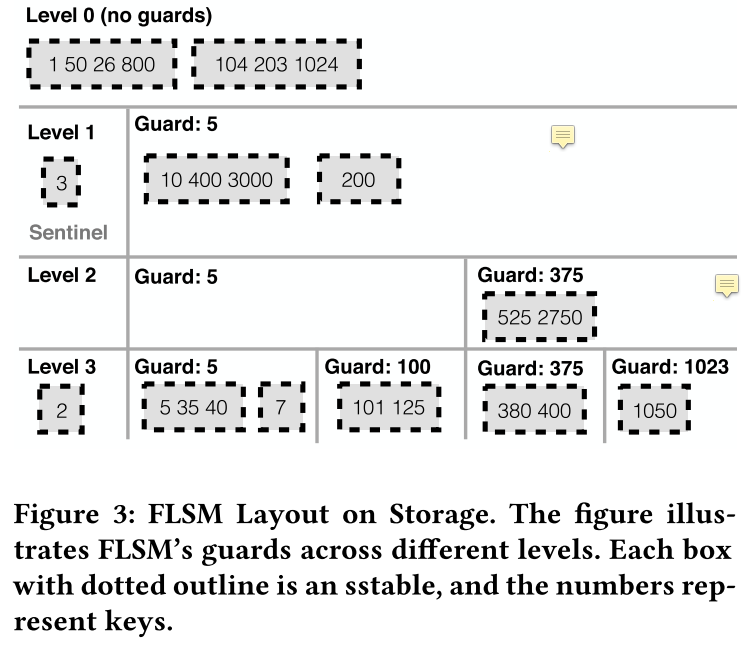 Level 0 (no guards)
1 50 26 800
104 203 1024
Level 1
Guard: 5
3
10 400 3000
200
Sentinel
Level 2
Guard: 5
Guard: 375
525 2750
Level 3
Guard: 5
Guard: 100
Guard: 375
Guard: 1023
2
5 35 40
7
101 125
380 400
1050
Figure 3: FLSM Layout on Storage. The figure illus-
trates FLSM’s guards across different levels. Each box
with dotted outline is an sstable, and the numbers rep-
resent keys.